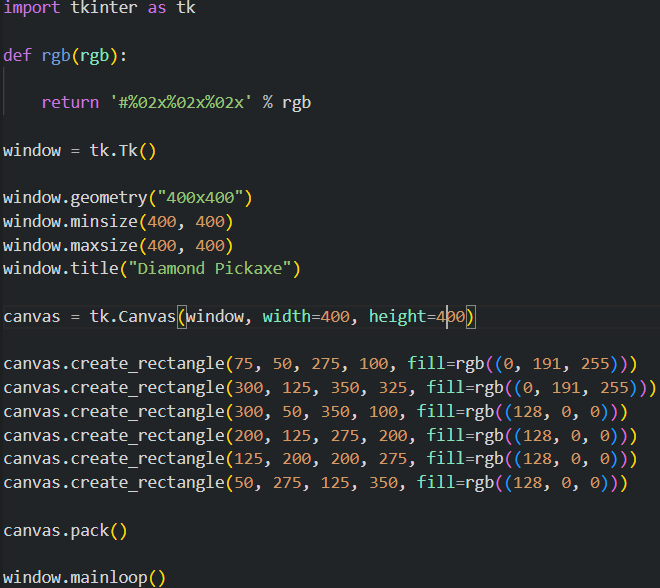 import tkinter as tk
def rgb(rgb):
    return '#%02x%02x%02x' % rgb
window = tk.Tk()
window.geometry("400x400")
window.minsize(400, 400)
window.maxsize(400, 400)
window.title("Diamond Pickaxe")
canvas = tk.Canvas(window, width=400, height=400)
canvas.create_rectangle(75, 50, 275, 100, fill=rgb((0, 191, 255)))
canvas.create_rectangle(300, 125, 350, 325, fill=rgb((0, 191, 255)))
canvas.create_rectangle(300, 50, 350, 100, fill=rgb((128, 0, 0)))
canvas.create_rectangle(200, 125, 275, 200, fill=rgb((128, 0, 0)))
canvas.create_rectangle(125, 200, 200, 275, fill=rgb((128, 0, 0)))
canvas.create_rectangle(50, 275, 125, 350, fill=rgb((128, 0, 0)))
canvas.pack()
window.mainloop()